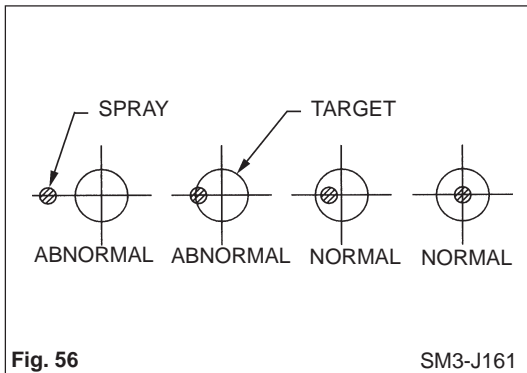 SPRAY TARGET
ABNORMAL ABNORMAL NORMAL NORMAL
Fig. 56 SM3-J161